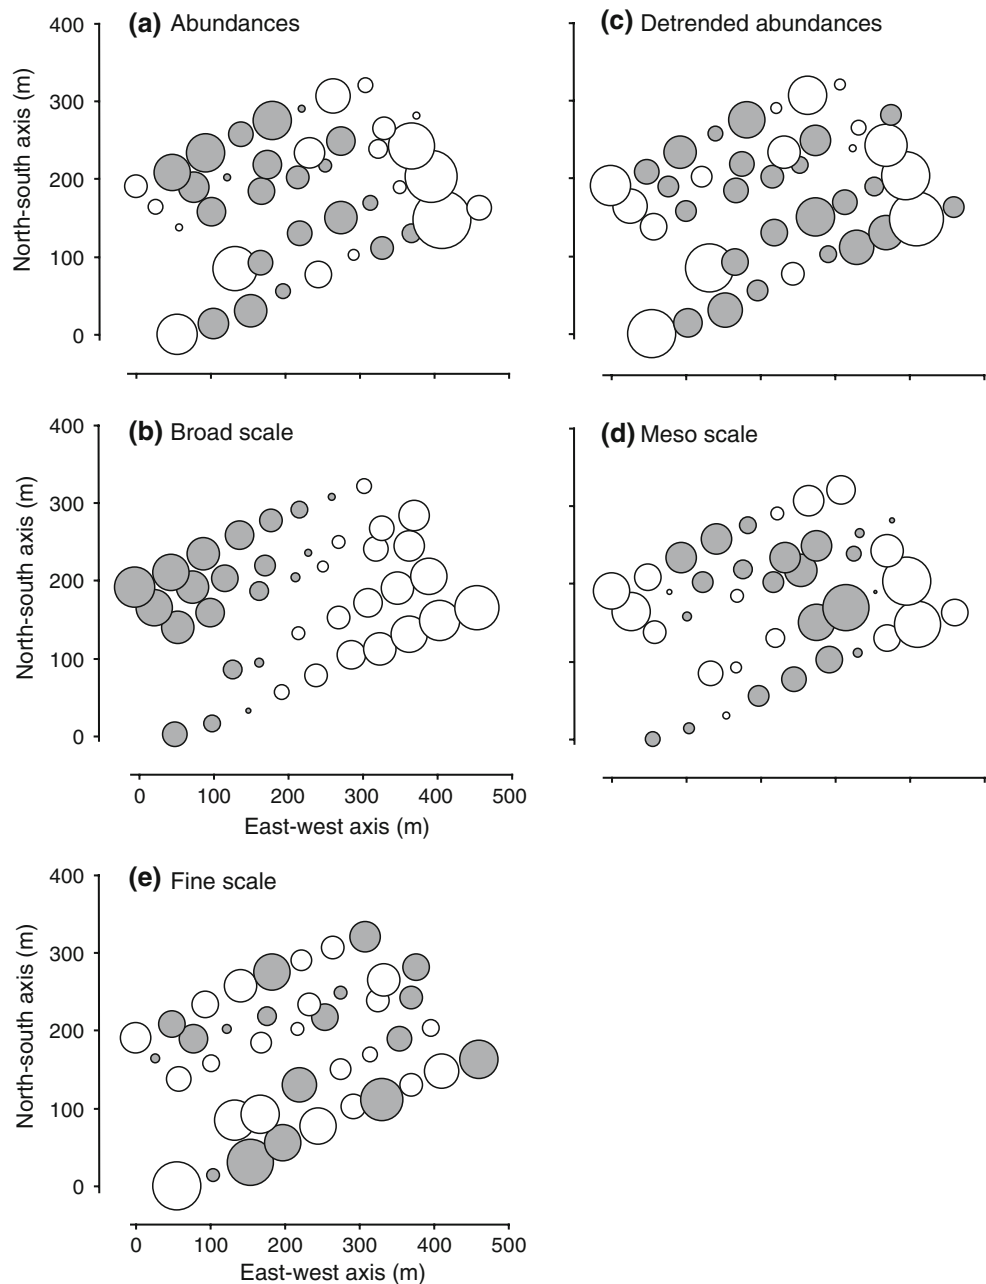 (a) Abundances
400
300
200
100
0
North-south axis (m)
(c) Detrended abundances
(b) Broad scale
400
300
200
100
0
North-south axis (m)
0 100 200 300 400 500
East-west axis (m)
(d) Meso scale
(e) Fine scale
400
300
200
100
0
North-south axis (m)
0 100 200 300 400 500
East-west axis (m)